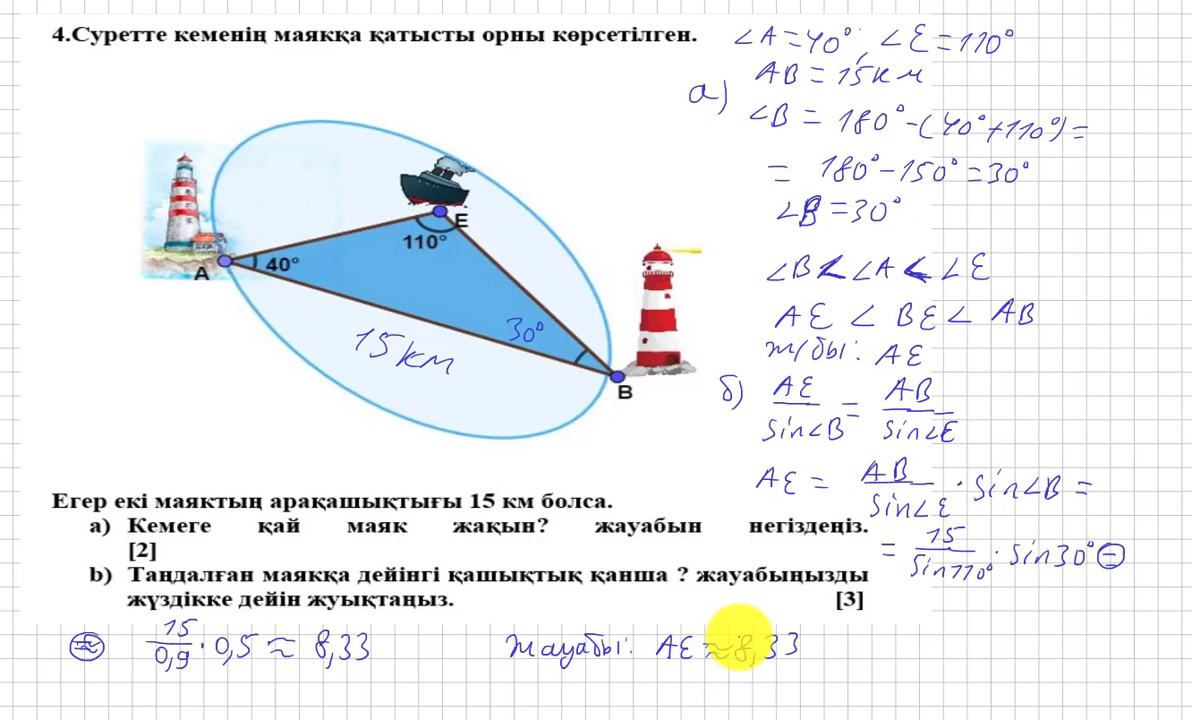 4.Суретте кеменің маякқа қатысты орны көрсетілген.
E
110°
A
40°
30°
15км
B
Егер екі маяктың арақашықтығы 15 км болса.
a) Кемеге қай маяк жақын? жауабын негіздеңіз.
[2]
b) Таңдалған маякқа дейінгі қашықтық қанша ? жауабыңызды
жүздікке дейін жуықтаңыз. [3]
∠A = 40°, ∠E = 110°
AB = 15км
а) ∠B = 180° - (40° + 110°) =
= 180° - 150° = 30°
∠B = 30°
∠B < ∠A < ∠E
AE < BE < AB
ж/бы: AE
б) AE/sin∠B = AB/sin∠E
AE = AB/sin∠E · sin∠B =
= 15/sin110° · sin30° =
≈ 15/0,9 · 0,5 ≈ 8,33
Жауабы: AE ≈ 8,33